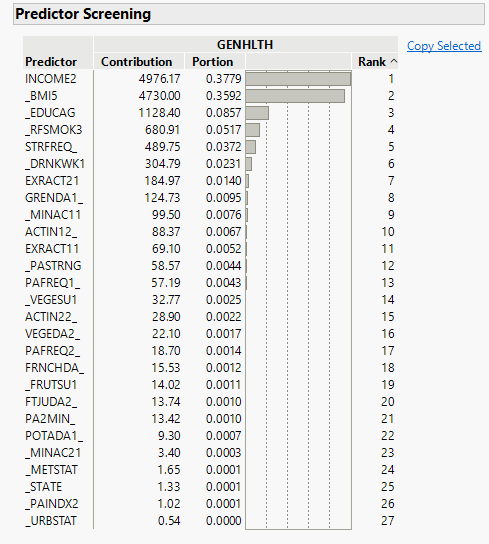 Predictor Screening
GENHLTH
Copy Selected
Predictor Contribution Portion Rank
INCOME2 4976.17 0.3779 1
_BMI5 4730.00 0.3592 2
_EDUCAG 1128.40 0.0857 3
_RFSMOK3 680.91 0.0517 4
STRFREQ_ 489.75 0.0372 5
_DRNKWK1 304.79 0.0231 6
EXRACT21 184.97 0.0140 7
GRENDA1_ 124.73 0.0095 8
_MINAC11 99.50 0.0076 9
ACTIN12_ 88.37 0.0067 10
EXRACT11 69.10 0.0052 11
_PASTRNG 58.57 0.0044 12
PAFREQ1_ 57.19 0.0043 13
_VEGESU1 32.77 0.0025 14
ACTIN22_ 28.90 0.0022 15
VEGEDA2_ 22.10 0.0017 16
PAFREQ2_ 18.70 0.0014 17
FRNCHDA_ 15.53 0.0012 18
_FRUTSU1 14.02 0.0011 19
FTJUDA2_ 13.74 0.0010 20
PA2MIN_ 13.42 0.0010 21
POTADA1_ 9.30 0.0007 22
_MINAC21 3.40 0.0003 23
_METSTAT 1.65 0.0001 24
_STATE 1.33 0.0001 25
_PAINDX2 1.02 0.0001 26
_URBSTAT 0.54 0.0000 27